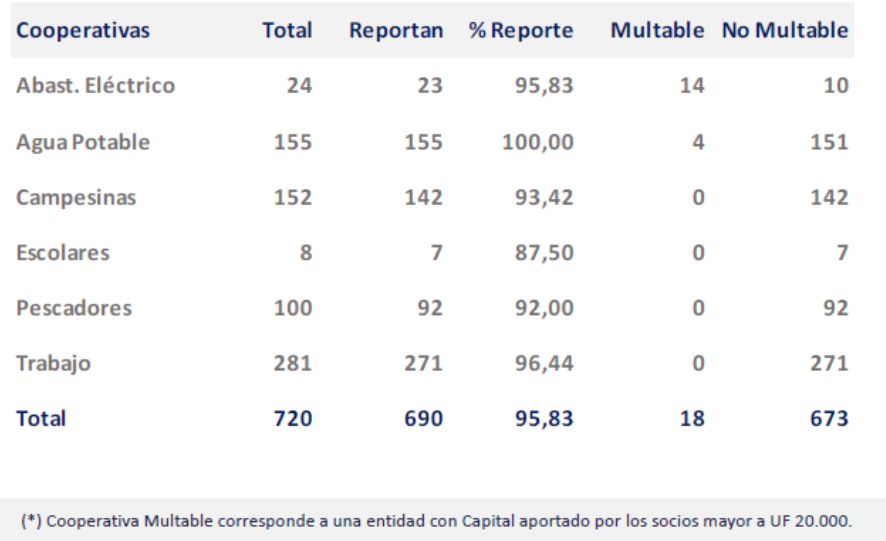 Cooperativas Total Reportan % Reporte Multable No Multable
Abast. Eléctrico 24 23 95,83 14 10
Agua Potable 155 155 100,00 4 151
Campesinas 152 142 93,42 0 142
Escolares 8 7 87,50 0 7
Pescadores 100 92 92,00 0 92
Trabajo 281 271 96,44 0 271
Total 720 690 95,83 18 673
(*) Cooperativa Multable corresponde a una entidad con Capital aportado por los socios mayor a UF 20.000.